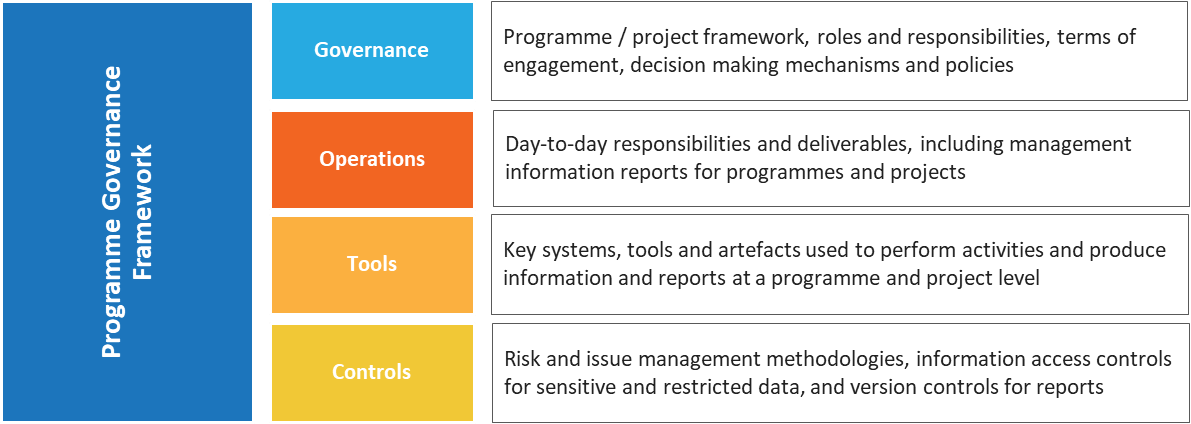 Programme Governance
Framework
Governance
Programme / project framework, roles and responsibilities, terms of
engagement, decision making mechanisms and policies
Operations
Day-to-day responsibilities and deliverables, including management
information reports for programmes and projects
Tools
Key systems, tools and artefacts used to perform activities and produce
information and reports at a programme and project level
Controls
Risk and issue management methodologies, information access controls
for sensitive and restricted data, and version controls for reports